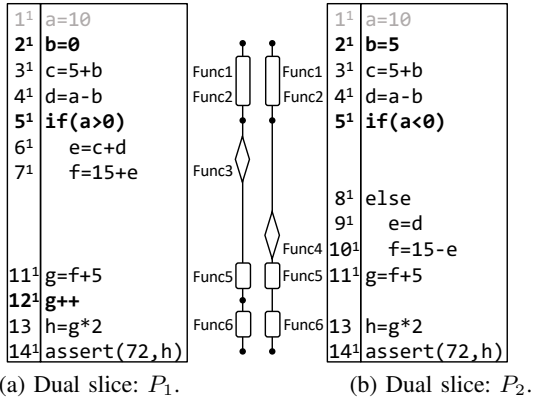 1¹ a=10
2¹ b=0
3¹ c=5+b
4¹ d=a-b
5¹ if(a>0)
6¹ e=c+d
7¹ f=15+e
11¹ g=f+5
12¹ g++
13 h=g*2
14¹ assert(72,h)
Func1 Func1
Func2 Func2
Func3
Func4
Func5 Func5
Func6 Func6
1¹ a=10
2¹ b=5
3¹ c=5+b
4¹ d=a-b
5¹ if(a<0)
8¹ else
9¹ e=d
10¹ f=15-e
11¹ g=f+5
13 h=g*2
14¹ assert(72,h)
(a) Dual slice: P₁.
(b) Dual slice: P₂.